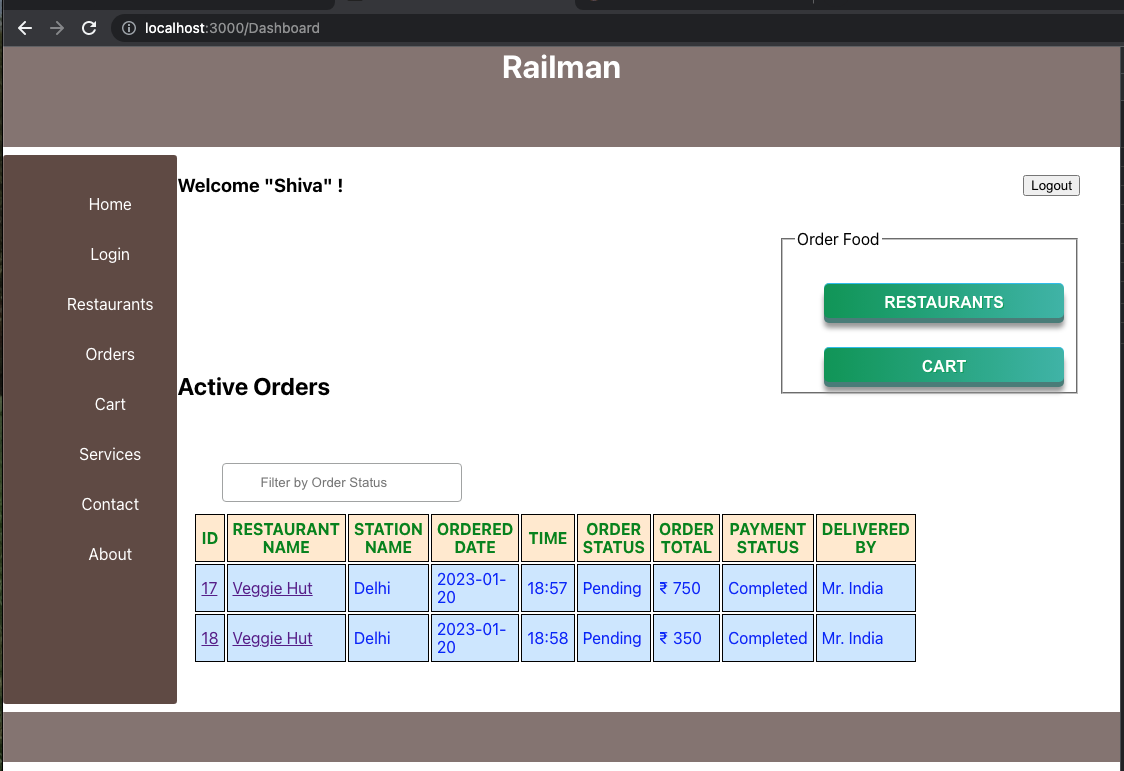 localhost:3000/Dashboard
Railman
Home
Login
Restaurants
Orders
Cart
Services
Contact
About
Welcome "Shiva" !
Logout
Order Food
RESTAURANTS
CART
Active Orders
Filter by Order Status
ID RESTAURANT NAME STATION NAME ORDERED DATE TIME ORDER STATUS ORDER TOTAL PAYMENT STATUS DELIVERED BY
17 Veggie Hut Delhi 2023-01-20 18:57 Pending ₹ 750 Completed Mr. India
18 Veggie Hut Delhi 2023-01-20 18:58 Pending ₹ 350 Completed Mr. India